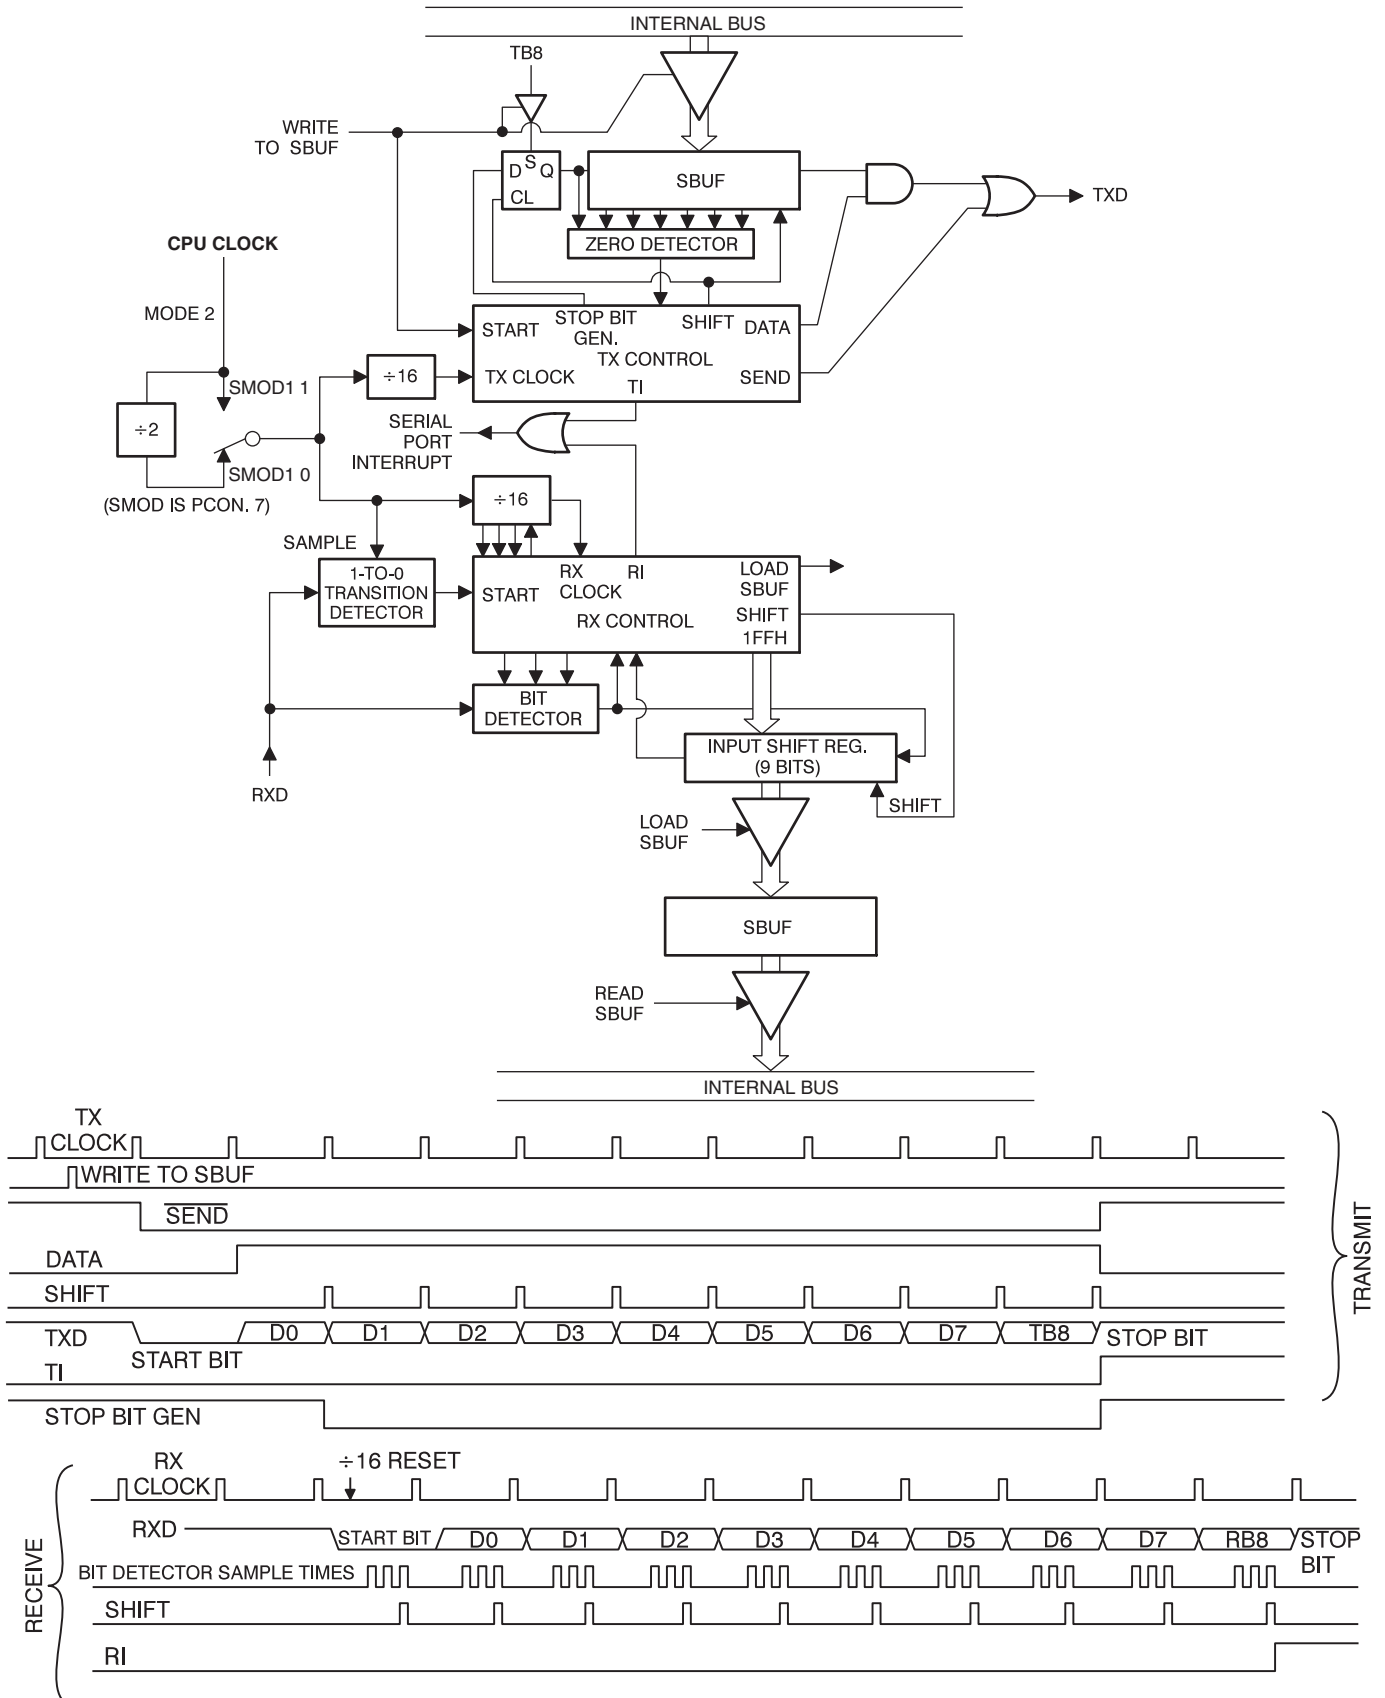 INTERNAL BUS
TB8
WRITE
TO SBUF
D S Q
CL
SBUF
TXD
ZERO DETECTOR
CPU CLOCK
MODE 2
START
STOP BIT
GEN.
SHIFT
DATA
TX CONTROL
TX CLOCK
TI
SEND
÷16
SMOD1 1
÷2
SMOD1 0
(SMOD IS PCON. 7)
SERIAL
PORT
INTERRUPT
÷16
SAMPLE
1-TO-0
TRANSITION
DETECTOR
START
RX
CLOCK
RI
LOAD
SBUF
SHIFT
RX CONTROL
1FFH
BIT
DETECTOR
INPUT SHIFT REG.
(9 BITS)
RXD
SHIFT
LOAD
SBUF
SBUF
READ
SBUF
INTERNAL BUS
TX
CLOCK
WRITE TO SBUF
SEND
DATA
SHIFT
TXD
START BIT
D0 D1 D2 D3 D4 D5 D6 D7 TB8
STOP BIT
TI
STOP BIT GEN
TRANSMIT
RX
CLOCK
÷16 RESET
RXD
START BIT
D0 D1 D2 D3 D4 D5 D6 D7 RB8
STOP
BIT
BIT DETECTOR SAMPLE TIMES
SHIFT
RI
RECEIVE